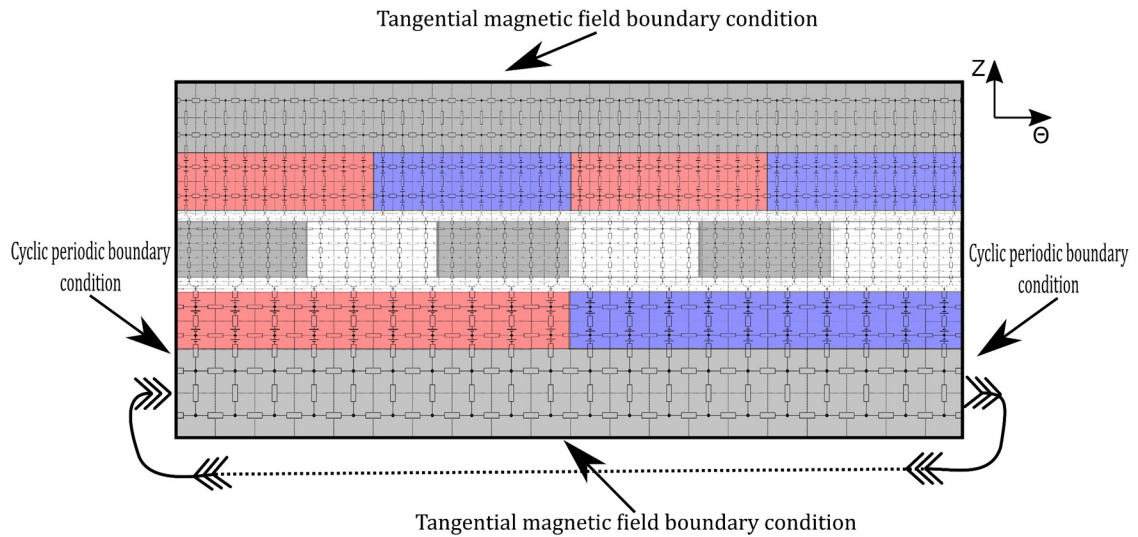 Tangential magnetic field boundary condition
Z
Θ
Cyclic periodic boundary
condition
Cyclic periodic boundary
condition
Tangential magnetic field boundary condition